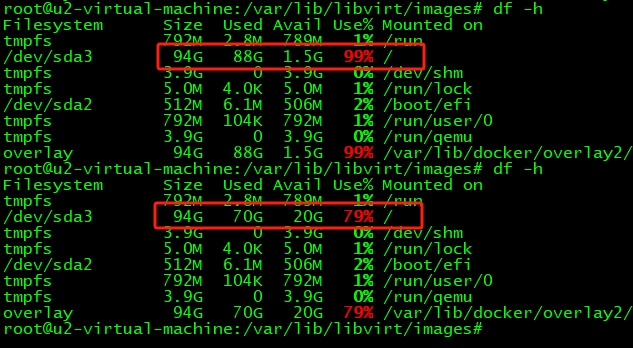 root@u2-virtual-machine:/var/lib/libvirt/images# df -h
Filesystem Size Used Avail Use% Mounted on
tmpfs 792M 2.8M 789M 1% /run
/dev/sda3 94G 88G 1.5G 99% /
tmpfs 3.9G 0 3.9G 0% /dev/shm
tmpfs 5.0M 4.0K 5.0M 1% /run/lock
/dev/sda2 512M 6.1M 506M 2% /boot/efi
tmpfs 792M 104K 792M 1% /run/user/0
tmpfs 3.9G 0 3.9G 0% /run/qemu
overlay 94G 88G 1.5G 99% /var/lib/docker/overlay2/
root@u2-virtual-machine:/var/lib/libvirt/images# df -h
Filesystem Size Used Avail Use% Mounted on
tmpfs 792M 2.8M 789M 1% /run
/dev/sda3 94G 70G 20G 79% /
tmpfs 3.9G 0 3.9G 0% /dev/shm
tmpfs 5.0M 4.0K 5.0M 1% /run/lock
/dev/sda2 512M 6.1M 506M 2% /boot/efi
tmpfs 792M 104K 792M 1% /run/user/0
tmpfs 3.9G 0 3.9G 0% /run/qemu
overlay 94G 70G 20G 79% /var/lib/docker/overlay2/
root@u2-virtual-machine:/var/lib/libvirt/images#